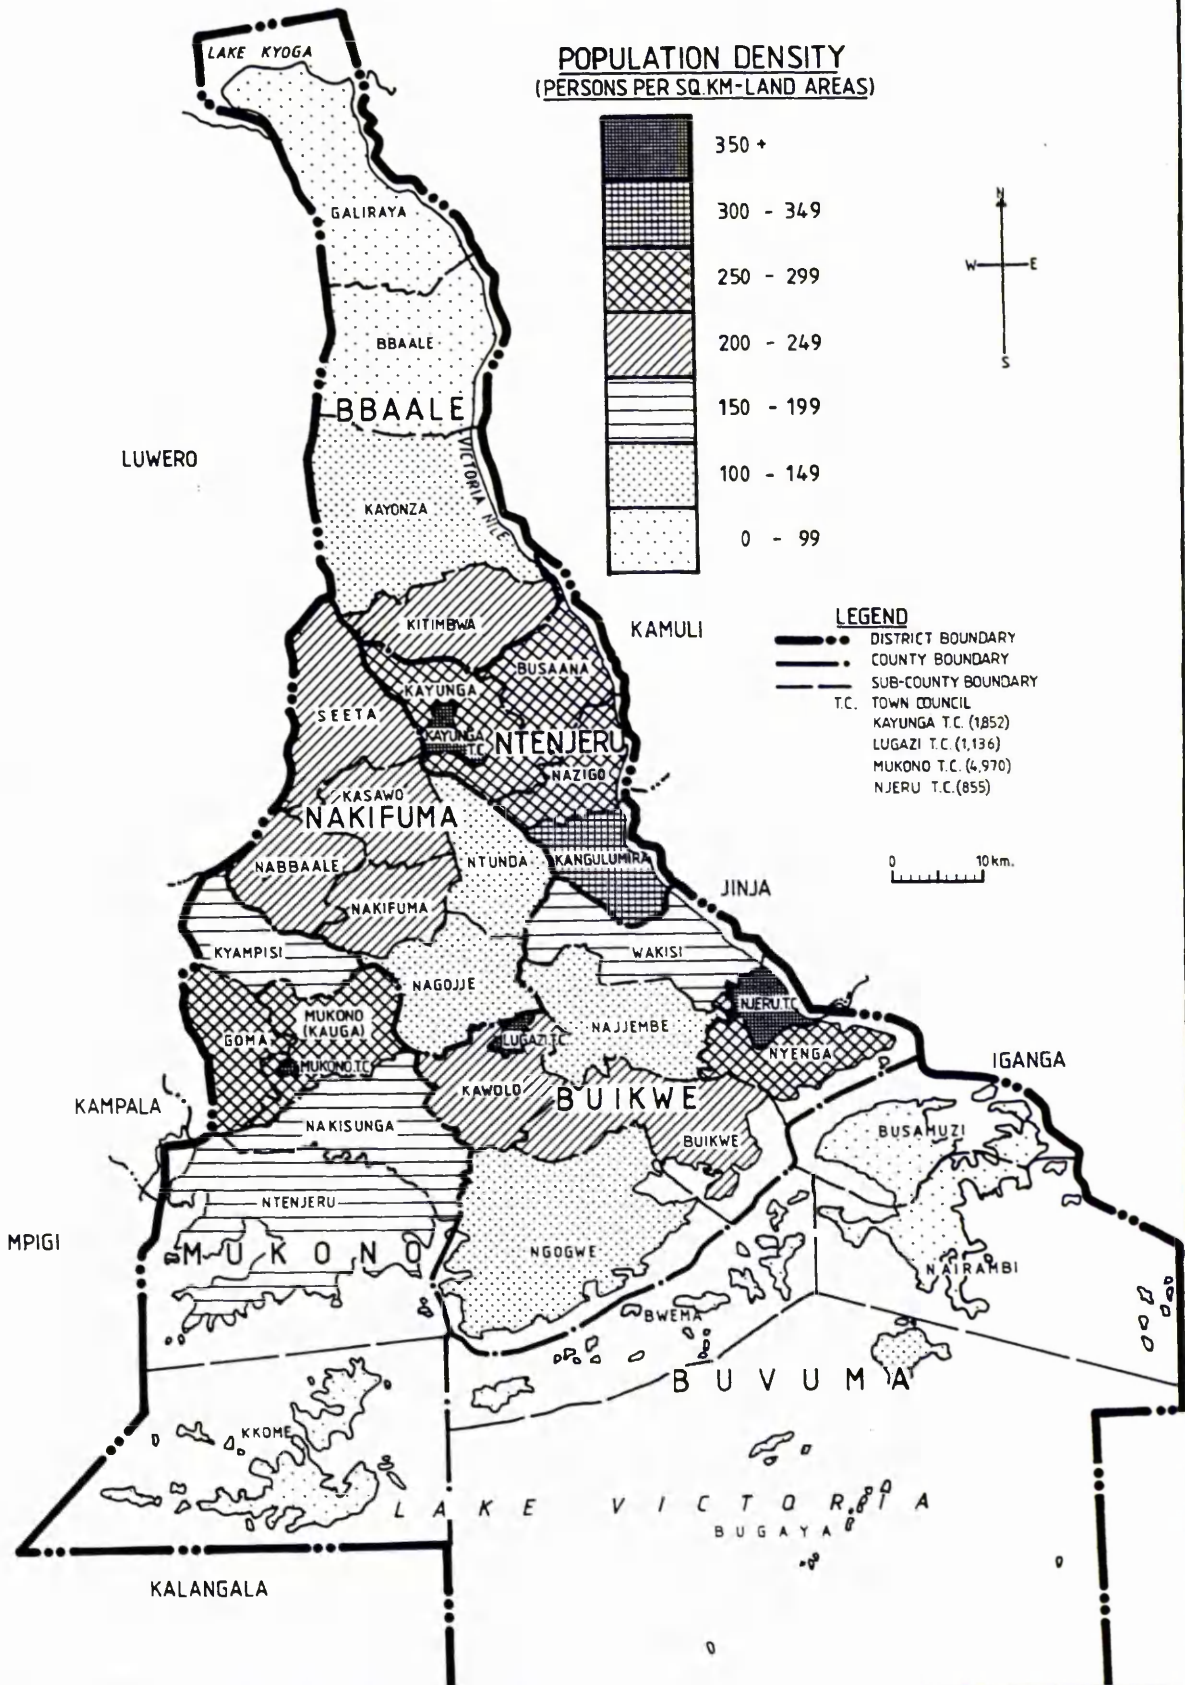 POPULATION DENSITY
(PERSONS PER SQ.KM-LAND AREAS)
350 +
300 - 349
250 - 299
200 - 249
150 - 199
100 - 149
0 - 99
N
W E
S
LAKE KYOGA
GALIRAYA
BBAALE
BBAALE
VICTORIA NILE
LUWERO
KAYONZA
KITIMBWA
KAMULI
BUSAANA
KAYUNGA
SEETA
KAYUNGA
T.C.
NTENJERU
NAZIGO
KASAWO
NAKIFUMA
NABBAALE
NTUNDA
KANGULUMIRA
NAKIFUMA
JINJA
KYAMPISI
WAKISI
NAGOJJE
NJERU.T.C
MUKONO
(KAUGA)
GOMA
LUGAZI T.C.
NAJJEMBE
NYENGA
MUKONO.T.C
IGANGA
KAWOLO
BUIKWE
KAMPALA
NAKISUNGA
BUIKWE
BUSAMUZI
NTENJERU
MPIGI
MUKONO
NGOGWE
NAIRAMBI
BWEMA
BUVUMA
KKOME
LAKE VICTORIA
BUGAYA
KALANGALA
LEGEND
DISTRICT BOUNDARY
COUNTY BOUNDARY
SUB-COUNTY BOUNDARY
T.C. TOWN COUNCIL
KAYUNGA T.C. (1,852)
LUGAZI T.C. (1,136)
MUKONO T.C. (4,970)
NJERU T.C. (855)
0 10 km.